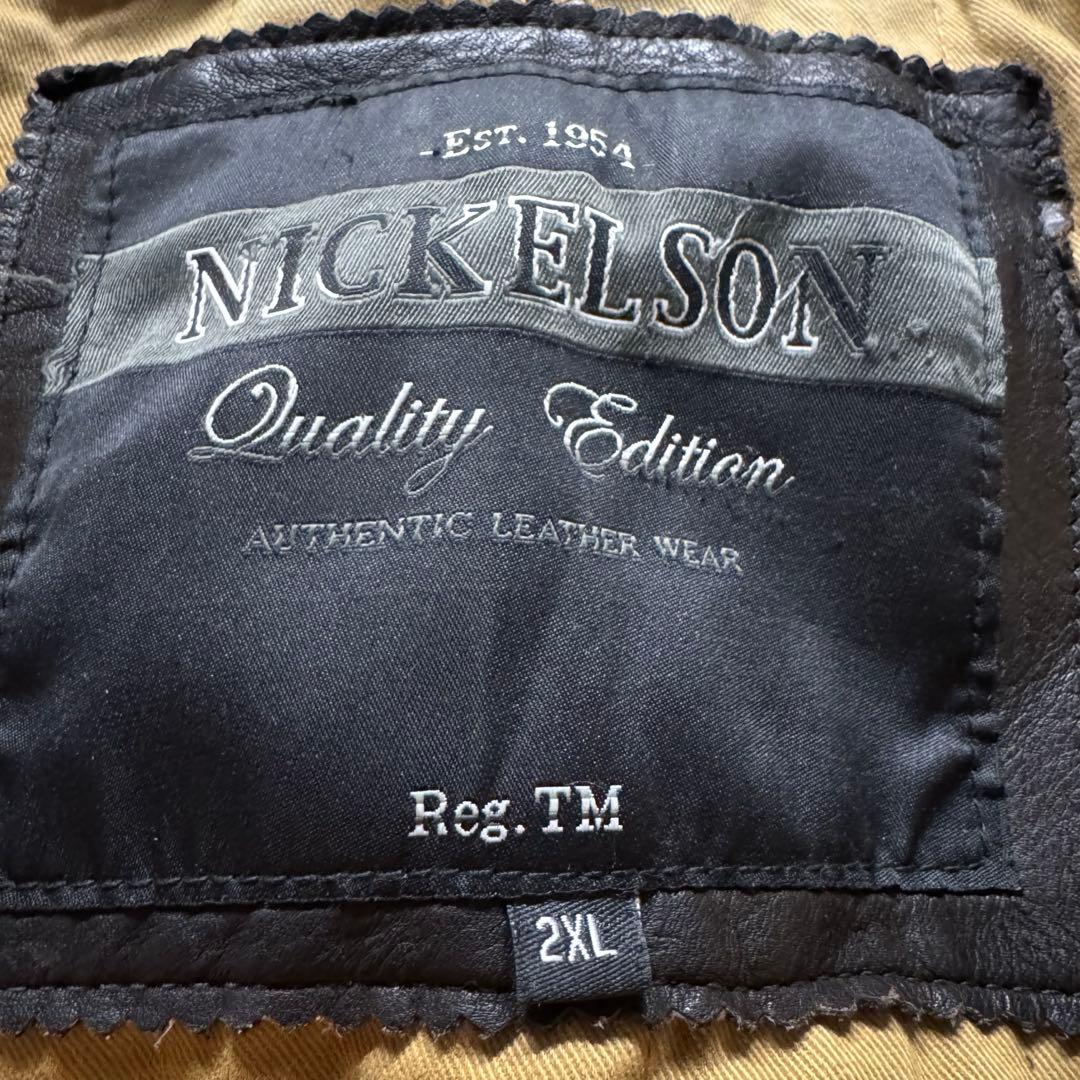 -EST. 1954
NICKELSON
Quality Edition
AUTHENTIC LEATHER WEAR
Reg. TM
2XL